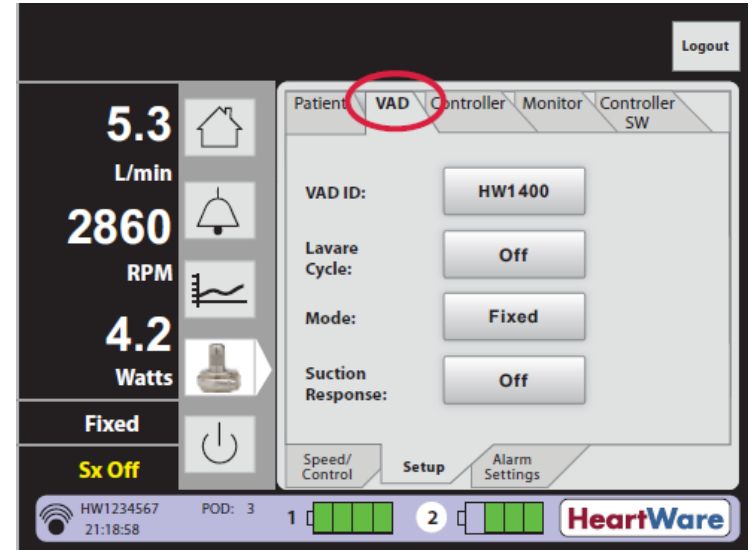 Logout
5.3
L/min
2860
RPM
4.2
Watts
Fixed
Sx Off
Patient VAD Controller Monitor Controller
SW
VAD ID: HW1400
Lavare
Cycle: Off
Mode: Fixed
Suction
Response: Off
Speed/
Control Setup Alarm
Settings
HW1234567 POD: 3
21:18:58
1 2 HeartWare